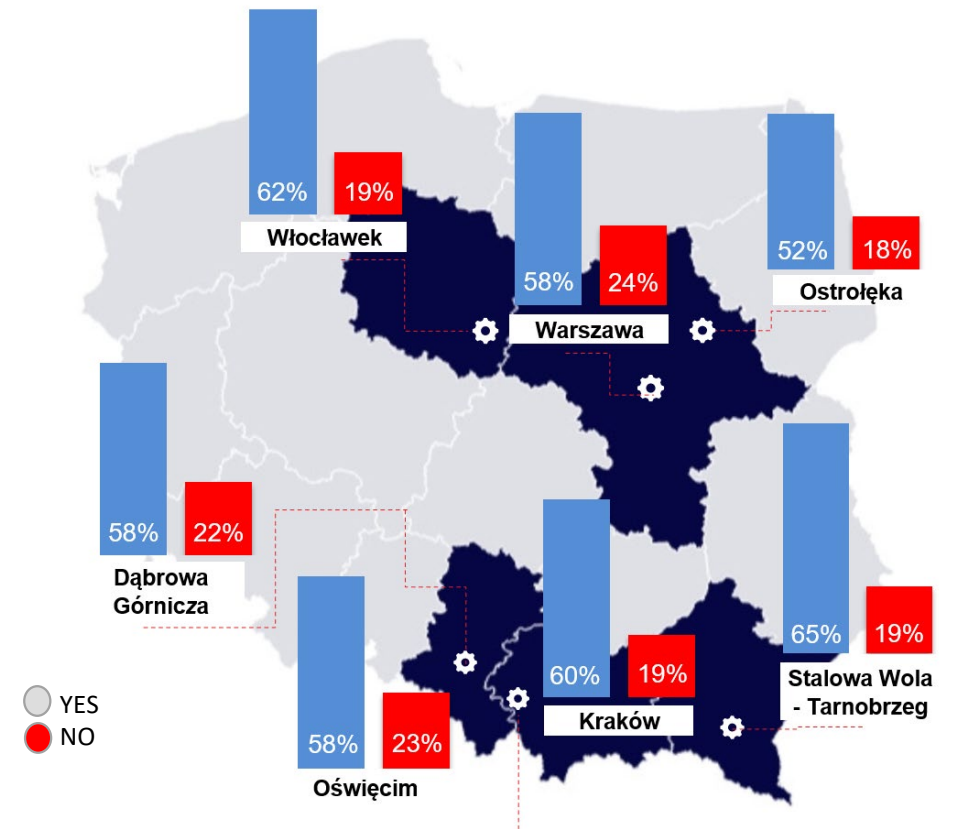 62%
19%
Włocławek
58%
24%
Warszawa
52%
18%
Ostrołęka
58%
22%
Dąbrowa
Górnicza
58%
23%
Oświęcim
60%
19%
Kraków
65%
19%
Stalowa Wola
- Tarnobrzeg
YES
NO